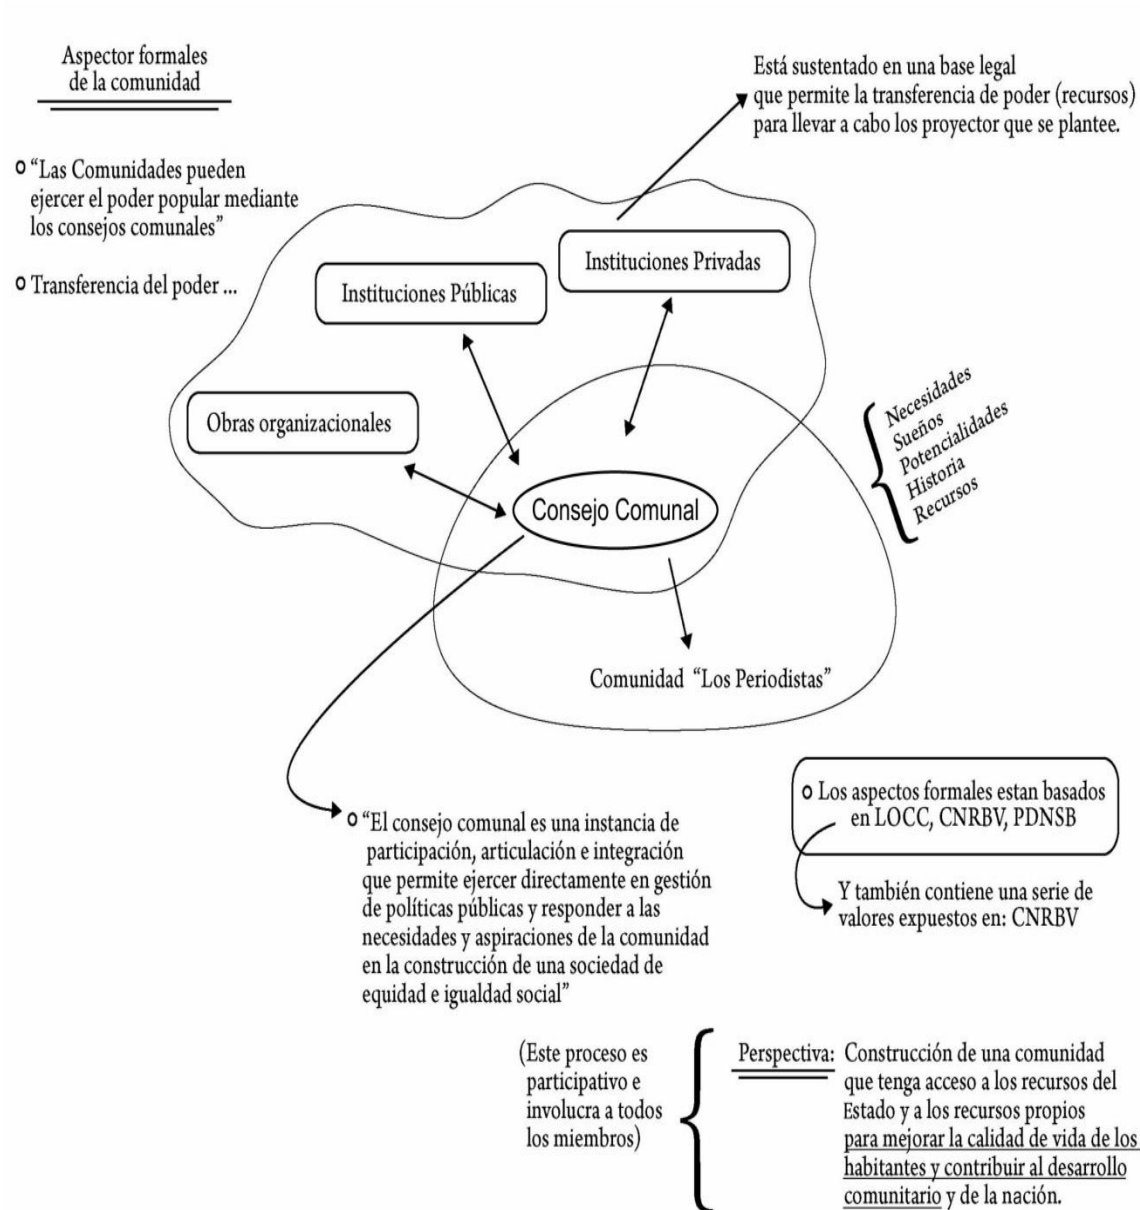 Aspector formales
de la comunidad
o "Las Comunidades pueden
ejercer el poder popular mediante
los consejos comunales"
o Transferencia del poder ...
Está sustentado en una base legal
que permite la transferencia de poder (recursos)
para llevar a cabo los proyector que se plantee.
Instituciones Privadas
Instituciones Públicas
Obras organizacionales
Consejo Comunal
Comunidad "Los Periodistas"
Necesidades
Sueños
Potencialidades
Historia
Recursos
o "El consejo comunal es una instancia de
participación, articulación e integración
que permite ejercer directamente en gestión
de políticas públicas y responder a las
necesidades y aspiraciones de la comunidad
en la construcción de una sociedad de
equidad e igualdad social"
o Los aspectos formales estan basados
en LOCC, CNRBV, PDNSB
Y también contiene una serie de
valores expuestos en: CNRBV
(Este proceso es
participativo e
involucra a todos
los miembros)
Perspectiva: Construcción de una comunidad
que tenga acceso a los recursos del
Estado y a los recursos propios
para mejorar la calidad de vida de los
habitantes y contribuir al desarrollo
comunitario y de la nación.